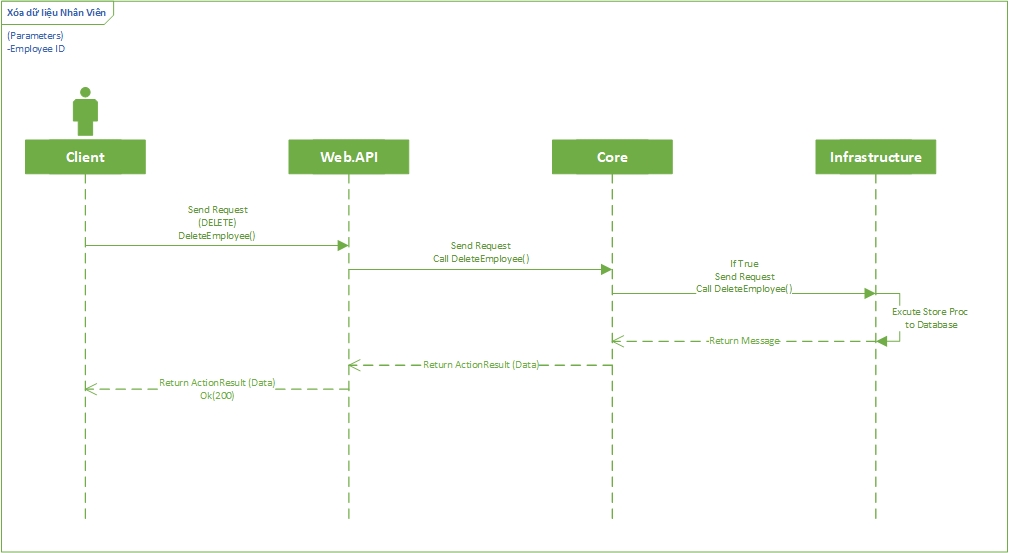 Xóa dữ liệu Nhân Viên
(Parameters)
-Employee ID
Client
Web.API
Core
Infrastructure
Send Request
(DELETE)
DeleteEmployee()
Send Request
Call DeleteEmployee()
If True
Send Request
Call DeleteEmployee()
Excute Store Proc
to Database
-Return Message
Return ActionResult (Data)
Return ActionResult (Data)
Ok(200)